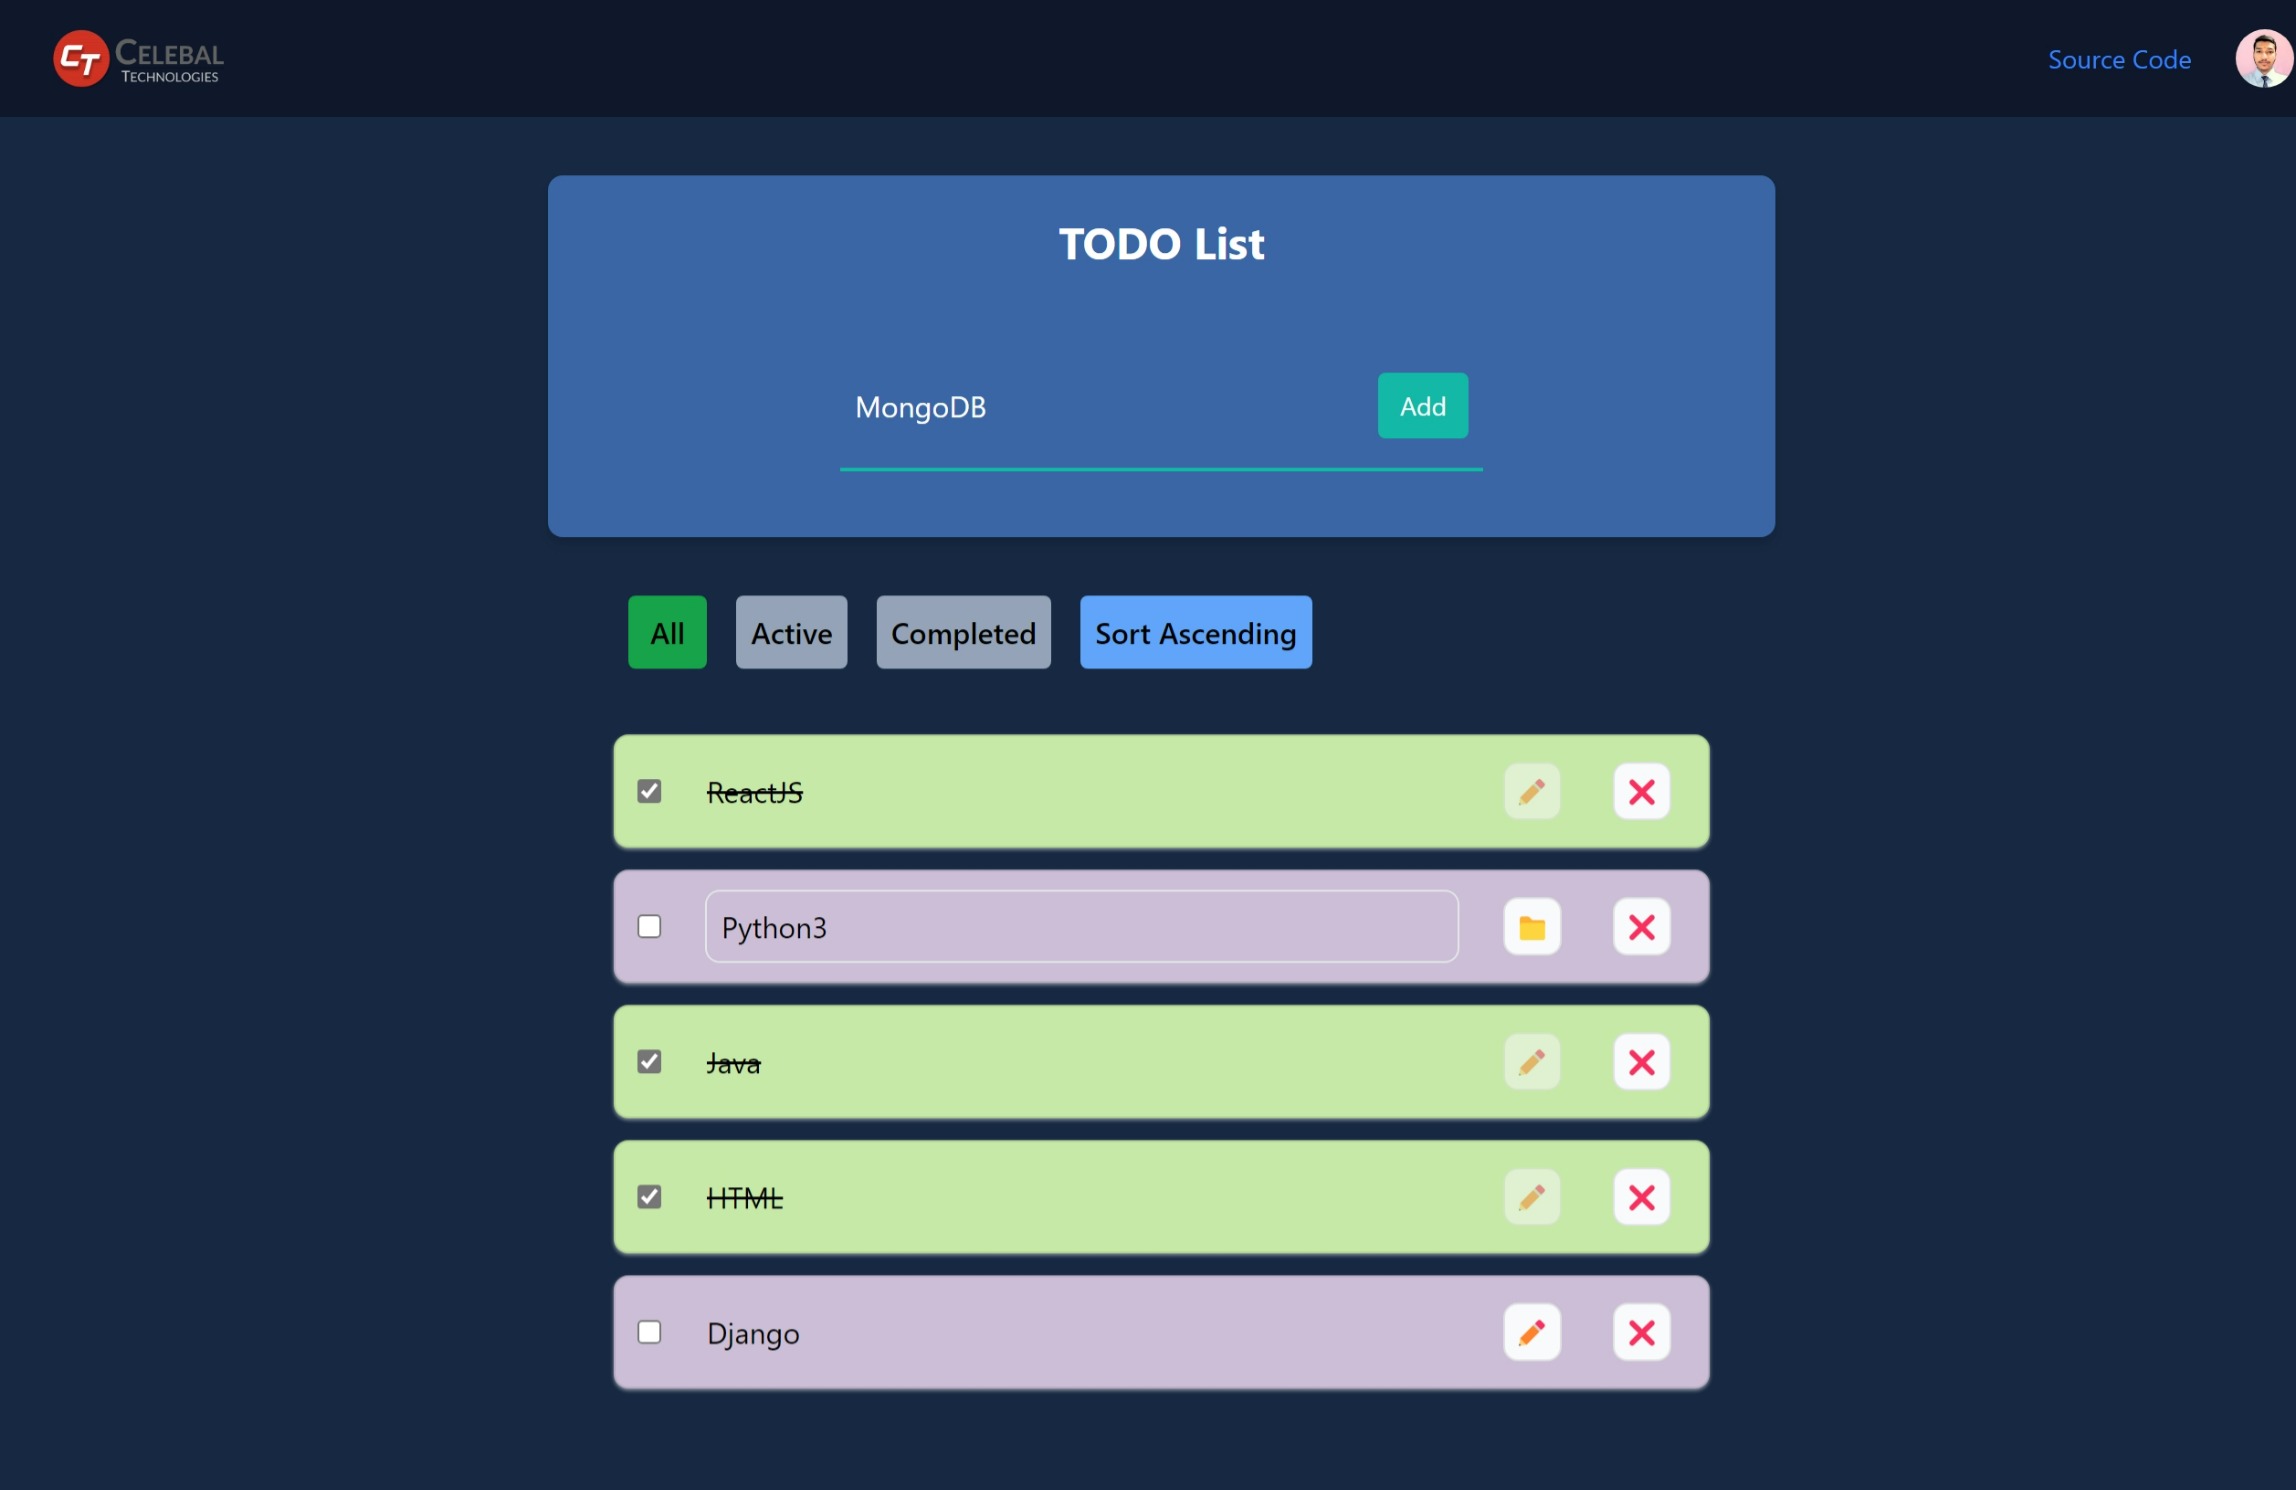 CT CELEBAL
TECHNOLOGIES
Source Code
TODO List
MongoDB
Add
All
Active
Completed
Sort Ascending
ReactJS
Python3
Java
HTML
Django